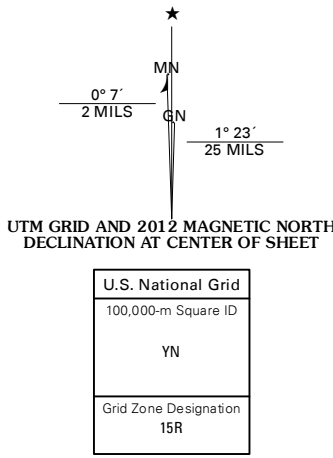 ★
MN
0° 7´
2 MILS
GN
1° 23´
25 MILS
UTM GRID AND 2012 MAGNETIC NORTH
DECLINATION AT CENTER OF SHEET
U.S. National Grid
100,000-m Square ID
YN
Grid Zone Designation
15R